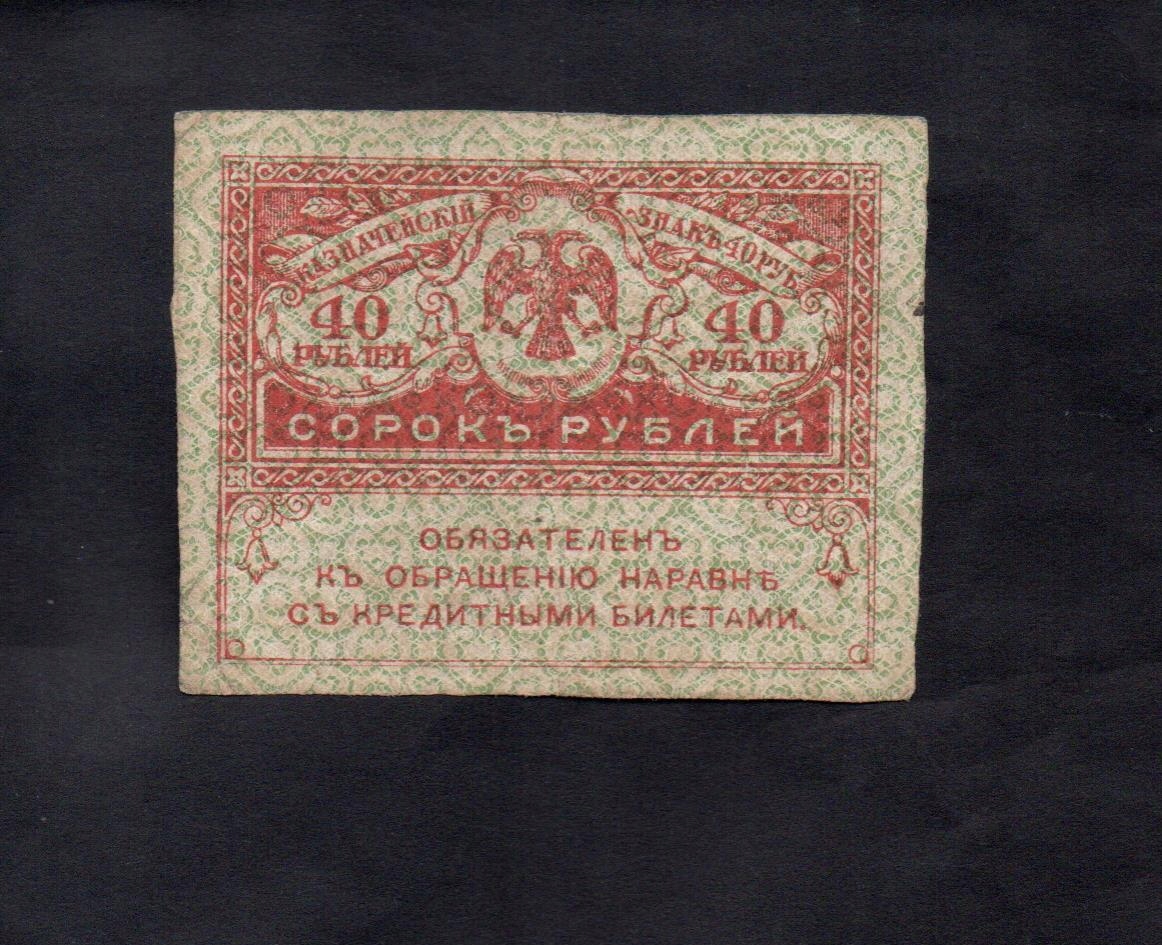 КАЗНАЧЕЙСКІЙ ЗНАКЪ 40 РУБ.
40 40
РУБЛЕЙ РУБЛЕЙ
СОРОКЪ РУБЛЕЙ
ОБЯЗАТЕЛЕНЪ
КЪ ОБРАЩЕНІЮ НАРАВНѢ
СЪ КРЕДИТНЫМИ БИЛЕТАМИ.